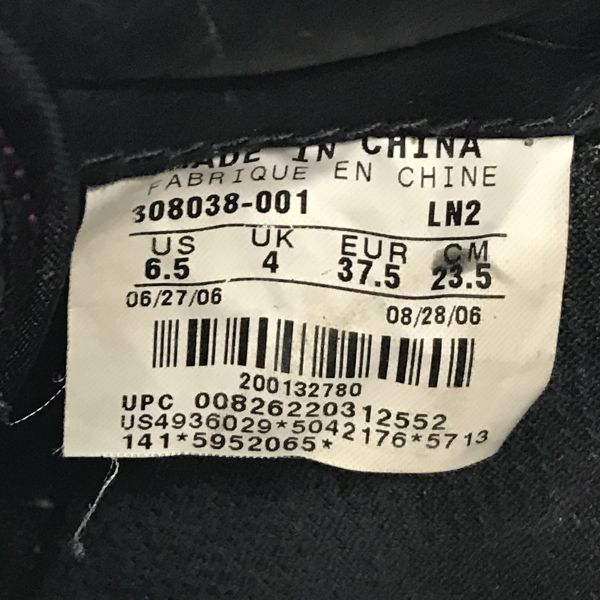 MADE IN CHINA
FABRIQUE EN CHINE
308038-001 LN2
US UK EUR CM
6.5 4 37.5 23.5
06/27/06 08/28/06
200132780
UPC 00826220312552
US4936029*5042176*5713
141*5952065*